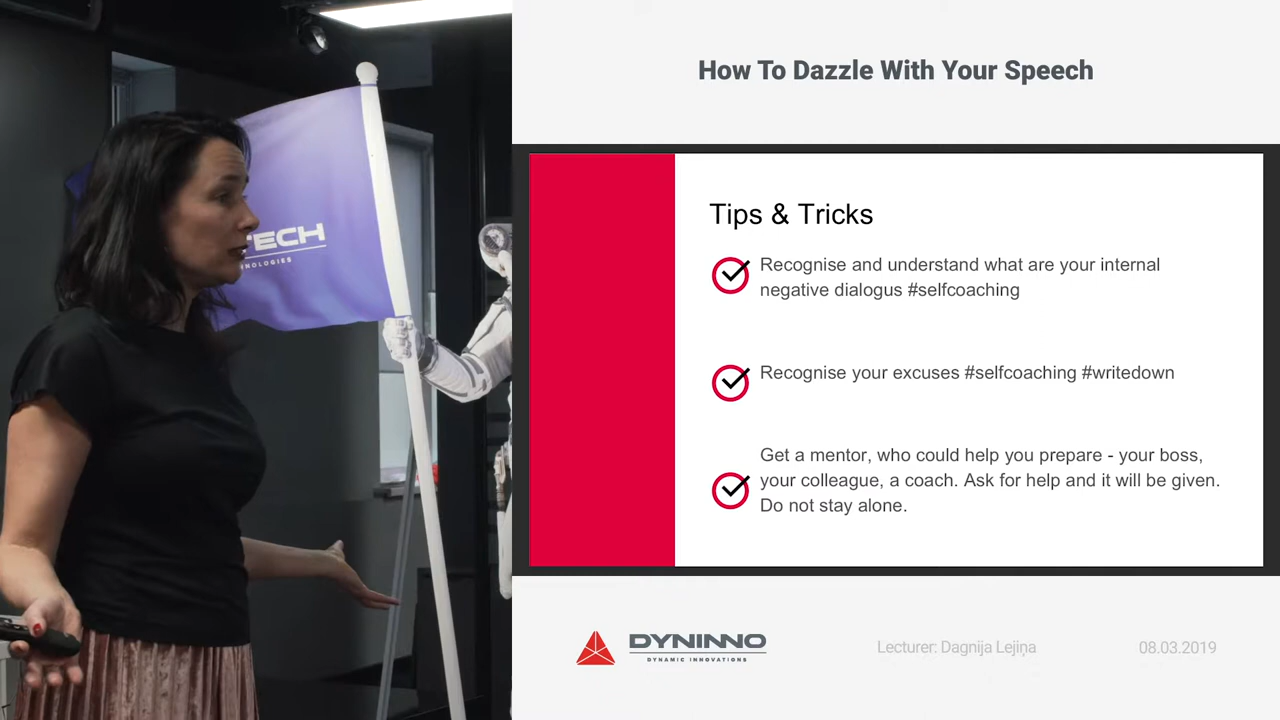 How To Dazzle With Your Speech
TECH
Tips & Tricks
Recognise and understand what are your internal
negative dialogus #selfcoaching
Recognise your excuses #selfcoaching #writedown
Get a mentor, who could help you prepare - your boss,
your colleague, a coach. Ask for help and it will be given.
Do not stay alone.
DYNINNO
DYNAMIC INNOVATIONS
Lecturer: Dagnija Lejiņa
08.03.2019